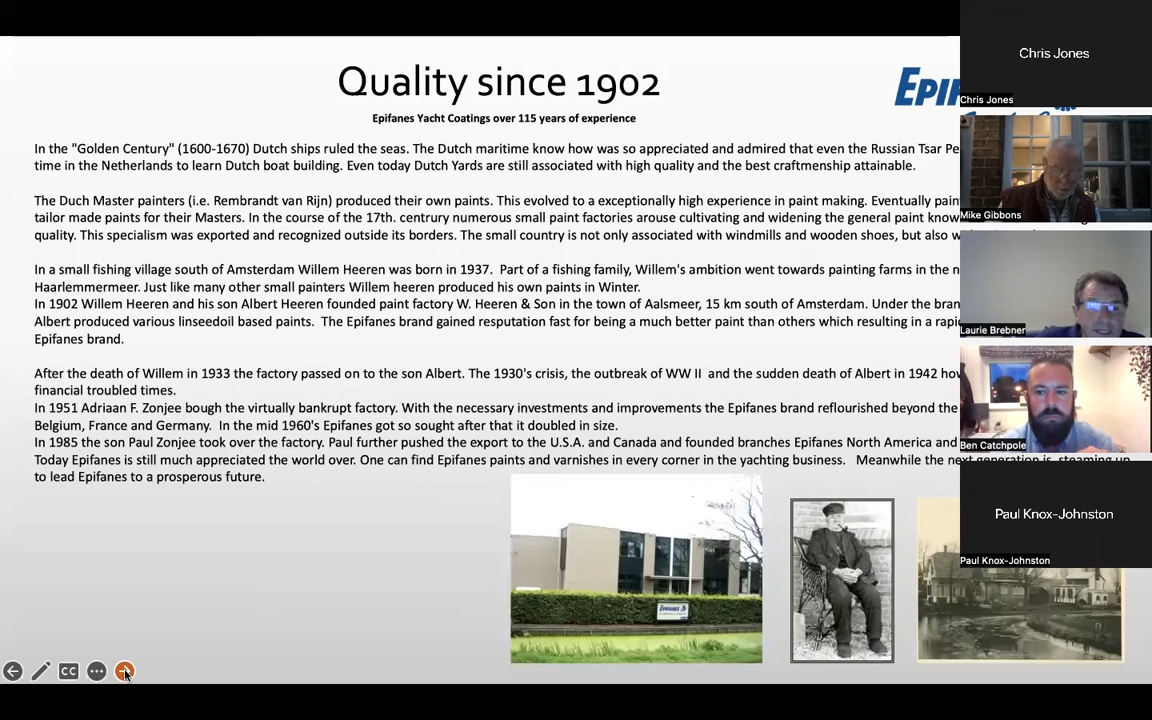 Quality since 1902
Epifanes Yacht Coatings over 115 years of experience
In the "Golden Century" (1600-1670) Dutch ships ruled the seas. The Dutch maritime know how was so appreciated and admired that even the Russian Tsar
time in the Netherlands to learn Dutch boat building. Even today Dutch Yards are still associated with high quality and the best craftmenship attainable.
The Duch Master painters (i.e. Rembrandt van Rijn) produced their own paints. This evolved to a exceptionally high experience in paint making. Eventually
tailor made paints for their Masters. In the course of the 17th. century numerous small paint factories arouse cultivating and widening the general paint
quality. This specialism was exported and recognized outside its borders. The small country is not only associated with windmills and wooden shoes, but also
In a small fishing village south of Amsterdam Willem Heeren was born in 1937. Part of a fishing family, Willem's ambition went towards painting farms in the
Haarlemmermeer. Just like many other small painters Willem heeren produced his own paints in Winter.
In 1902 Willem Heeren and his son Albert Heeren founded paint factory W. Heeren & Son in the town of Aalsmeer, 15 km south of Amsterdam. Under the
Albert produced various linseedoil based paints. The Epifanes brand gained resputation fast for being a much better paint than others which resulting in a
Epifanes brand.
After the death of Willem in 1933 the factory passed on to the son Albert. The 1930's crisis, the outbreak of WW II and the sudden death of Albert in 1942
financial troubled times.
In 1951 Adriaan F. Zonjee bough the virtually bankrupt factory. With the necessary investments and improvements the Epifanes brand reflourished beyond the
Belgium, France and Germany. In the mid 1960's Epifanes got so sought after that it doubled in size.
In 1985 the son Paul Zonjee took over the factory. Paul further pushed the export to the U.S.A. and Canada and founded branches Epifanes North America and
Today Epifanes is still much appreciated the world over. One can find Epifanes paints and varnishes in every corner in the yachting business. Meanwhile the next generation is steaming up
to lead Epifanes to a prosperous future.
EPIFANES
CC
Chris Jones
Chris Jones
Mike Gibbons
Laurie Brebner
Ben Catchpole
Paul Knox-Johnston
Paul Knox-Johnston